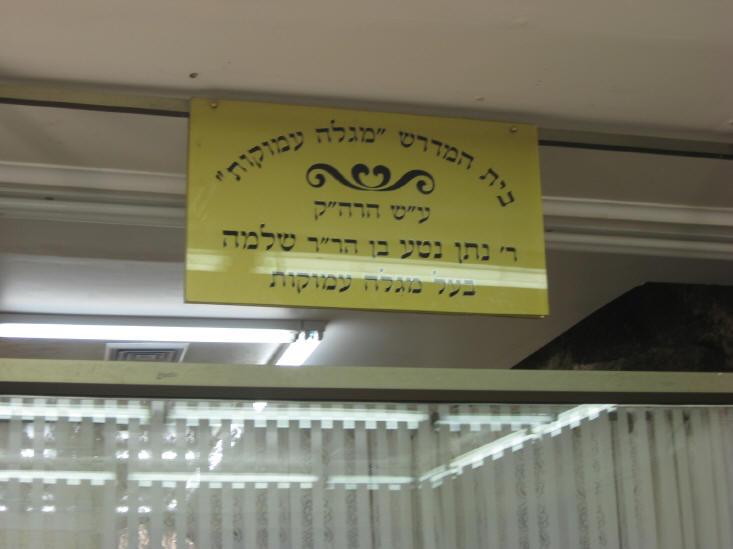 בית המדרש "מגלה עמוקות"
ע"ש הרה"ק
ר' נתן נטע בן הר"ר שלמה
בעל מגלה עמוקות